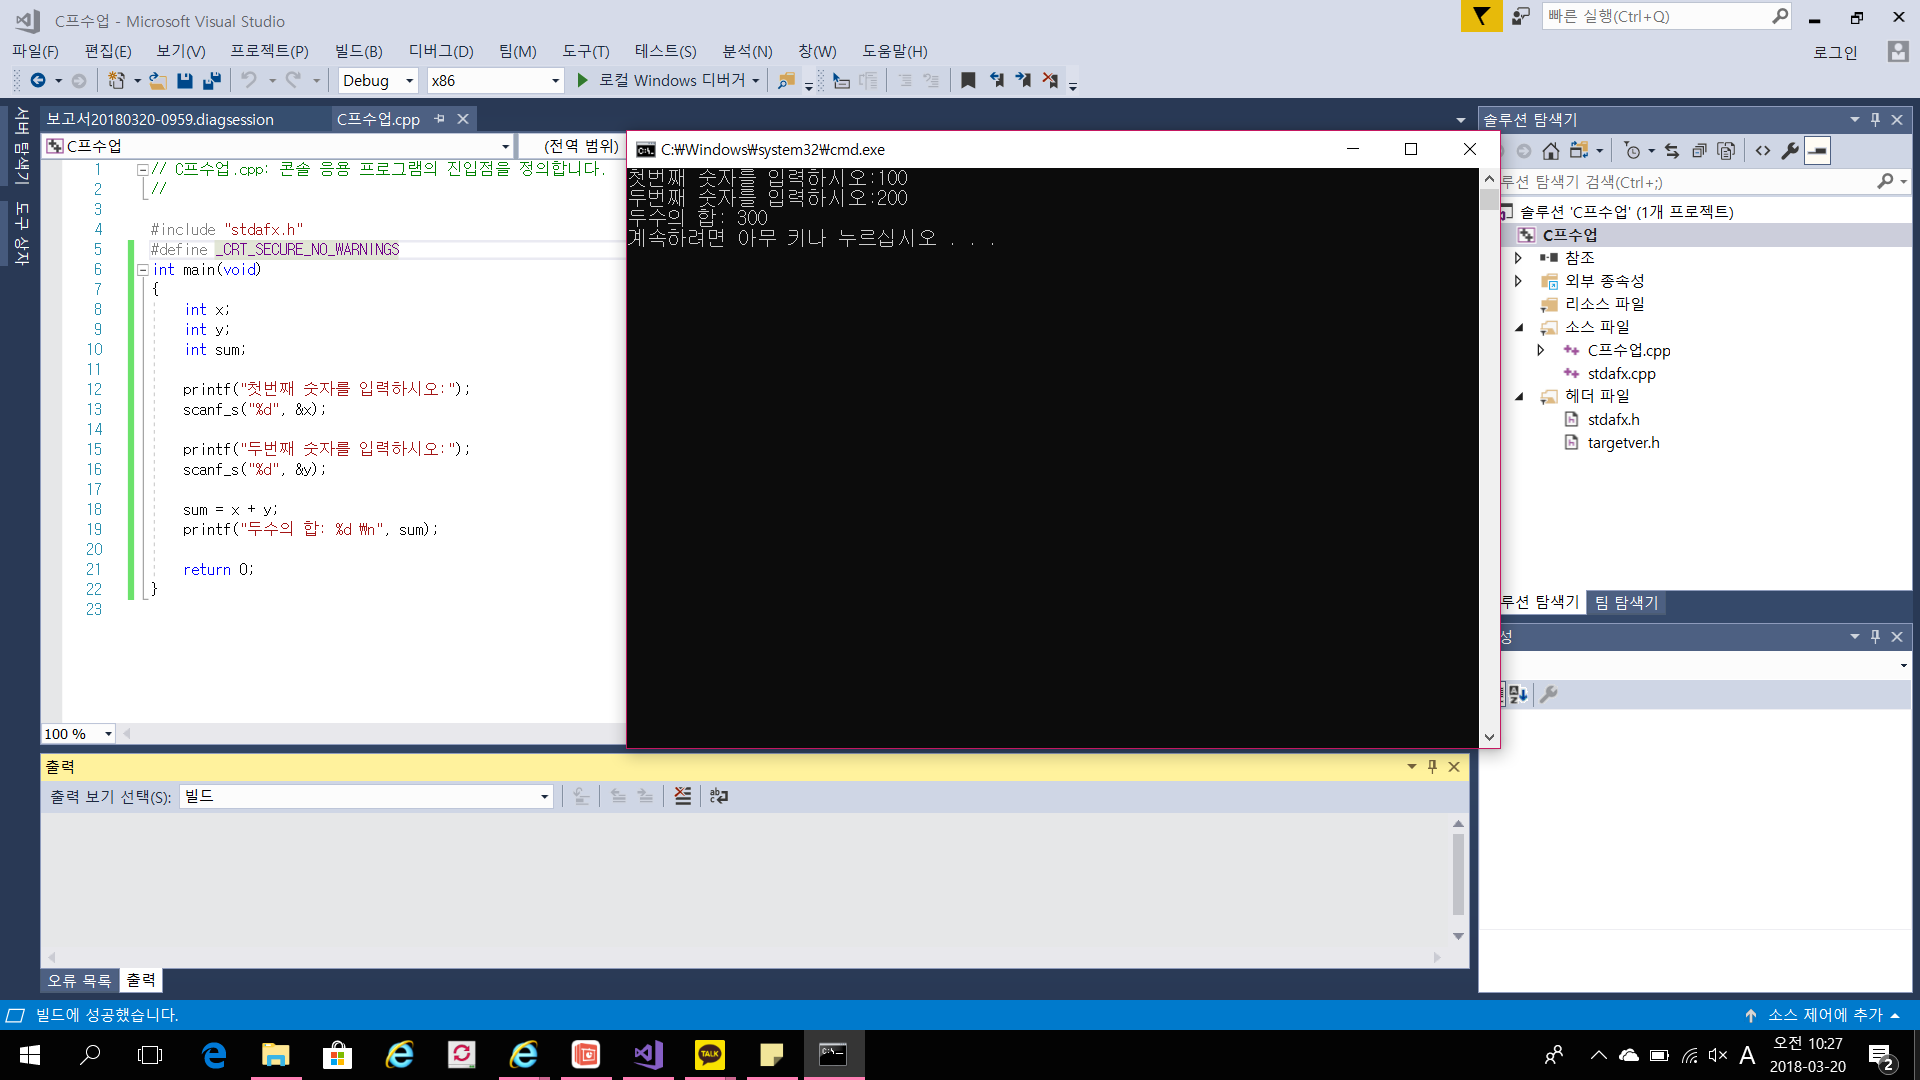 C프수업 - Microsoft Visual Studio
빠른 실행(Ctrl+Q)
파일(F) 편집(E) 보기(V) 프로젝트(P) 빌드(B) 디버그(D) 팀(M) 도구(T) 테스트(S) 분석(N) 창(W) 도움말(H)
로그인
Debug x86 로컬 Windows 디버거
서버 탐색기
도구 상자
보고서20180320-0959.diagsession C프수업.cpp
C프수업 (전역 범위)
1 // C프수업.cpp: 콘솔 응용 프로그램의 진입점을 정의합니다.
2 //
3
4 #include "stdafx.h"
5 #define _CRT_SECURE_NO_WARNINGS
6 int main(void)
7 {
8 int x;
9 int y;
10 int sum;
11
12 printf("첫번째 숫자를 입력하시오:");
13 scanf_s("%d", &x);
14
15 printf("두번째 숫자를 입력하시오:");
16 scanf_s("%d", &y);
17
18 sum = x + y;
19 printf("두수의 합: %d ₩n", sum);
20
21 return 0;
22 }
23
100 %
C:₩Windows₩system32₩cmd.exe
첫번째 숫자를 입력하시오:100
두번째 숫자를 입력하시오:200
두수의 합: 300
계속하려면 아무 키나 누르십시오 . . .
솔루션 탐색기
루션 탐색기 검색(Ctrl+;)
솔루션 'C프수업' (1개 프로젝트)
C프수업
참조
외부 종속성
리소스 파일
소스 파일
C프수업.cpp
stdafx.cpp
헤더 파일
stdafx.h
targetver.h
루션 탐색기 팀 탐색기
성
출력
출력 보기 선택(S): 빌드
오류 목록 출력
빌드에 성공했습니다.
소스 제어에 추가
TALK
A
오전 10:27
2018-03-20
2